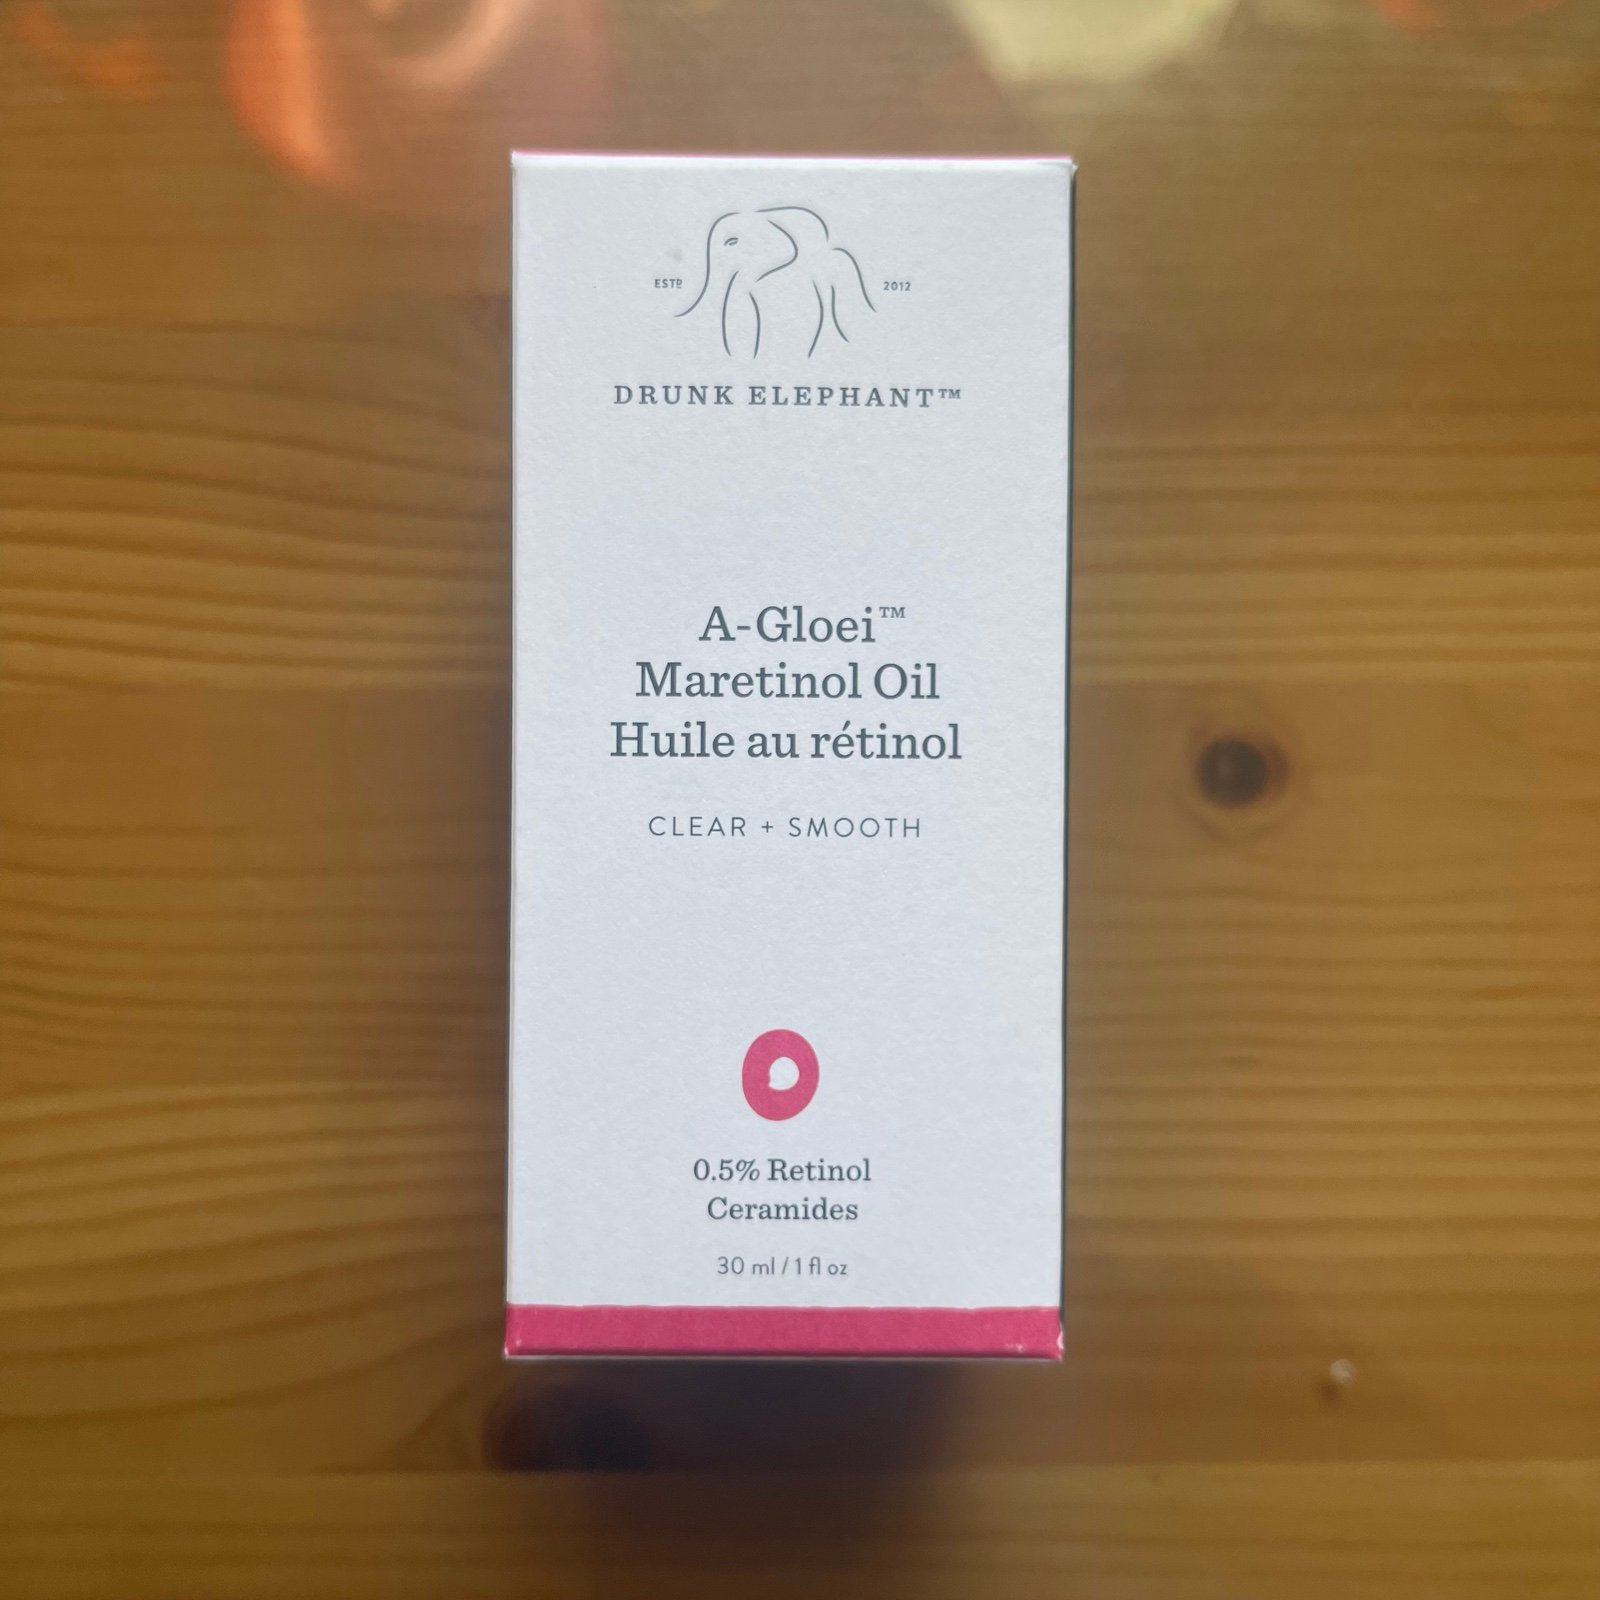 ESTD 2012
DRUNK ELEPHANT™
A-Gloei™
Maretinol Oil
Huile au rétinol
CLEAR + SMOOTH
0.5% Retinol
Ceramides
30 ml / 1 fl oz